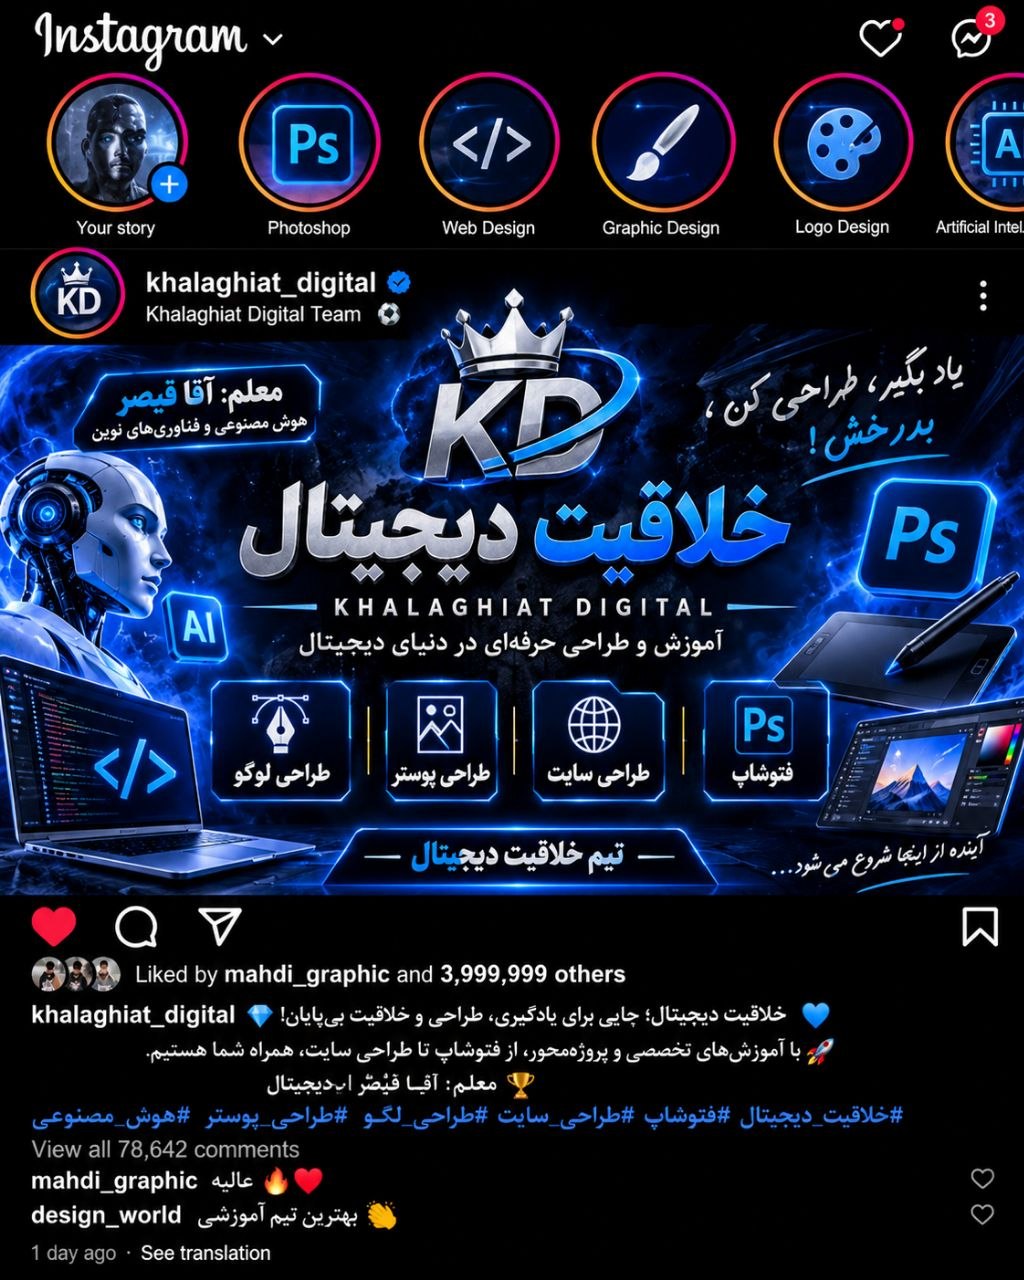 Instagram
3
Ps
</>
AI
Your story
Photoshop
Web Design
Graphic Design
Logo Design
Artificial Intel.
KD
khalaghiat_digital
Khalaghiat Digital Team
معلم: آقا قیصر
هوش مصنوعی و فناوری‌های نوین
KD
یاد بگیر، طراحی کن،
بدرخش!
خلاقیت دیجیتال
Ps
AI
KHALAGHIAT DIGITAL
آموزش و طراحی حرفه‌ای در دنیای دیجیتال
</>
Ps
طراحی لوگو
طراحی پوستر
طراحی سایت
فتوشاپ
تیم خلاقیت دیجیتال
آینده از اینجا شروع می‌شود...
Liked by mahdi_graphic and 3,999,999 others
khalaghiat_digital 💎 خلاقیت دیجیتال؛ جایی برای یادگیری، طراحی و خلاقیت بی‌پایان! 💙
🚀 با آموزش‌های تخصصی و پروژه‌محور، از فتوشاپ تا طراحی سایت، همراه شما هستیم.
🏆 معلم: آقـا
#خلاقیت_دیجیتال #فتوشاپ #طراحی_سایت #طراحی_لگـو #طراحی_پوستر #هوش_مصنوعی
View all 78,642 comments
mahdi_graphic عالیه 🔥❤️
design_world بهترین تیم آموزشی 👏
1 day ago · See translation